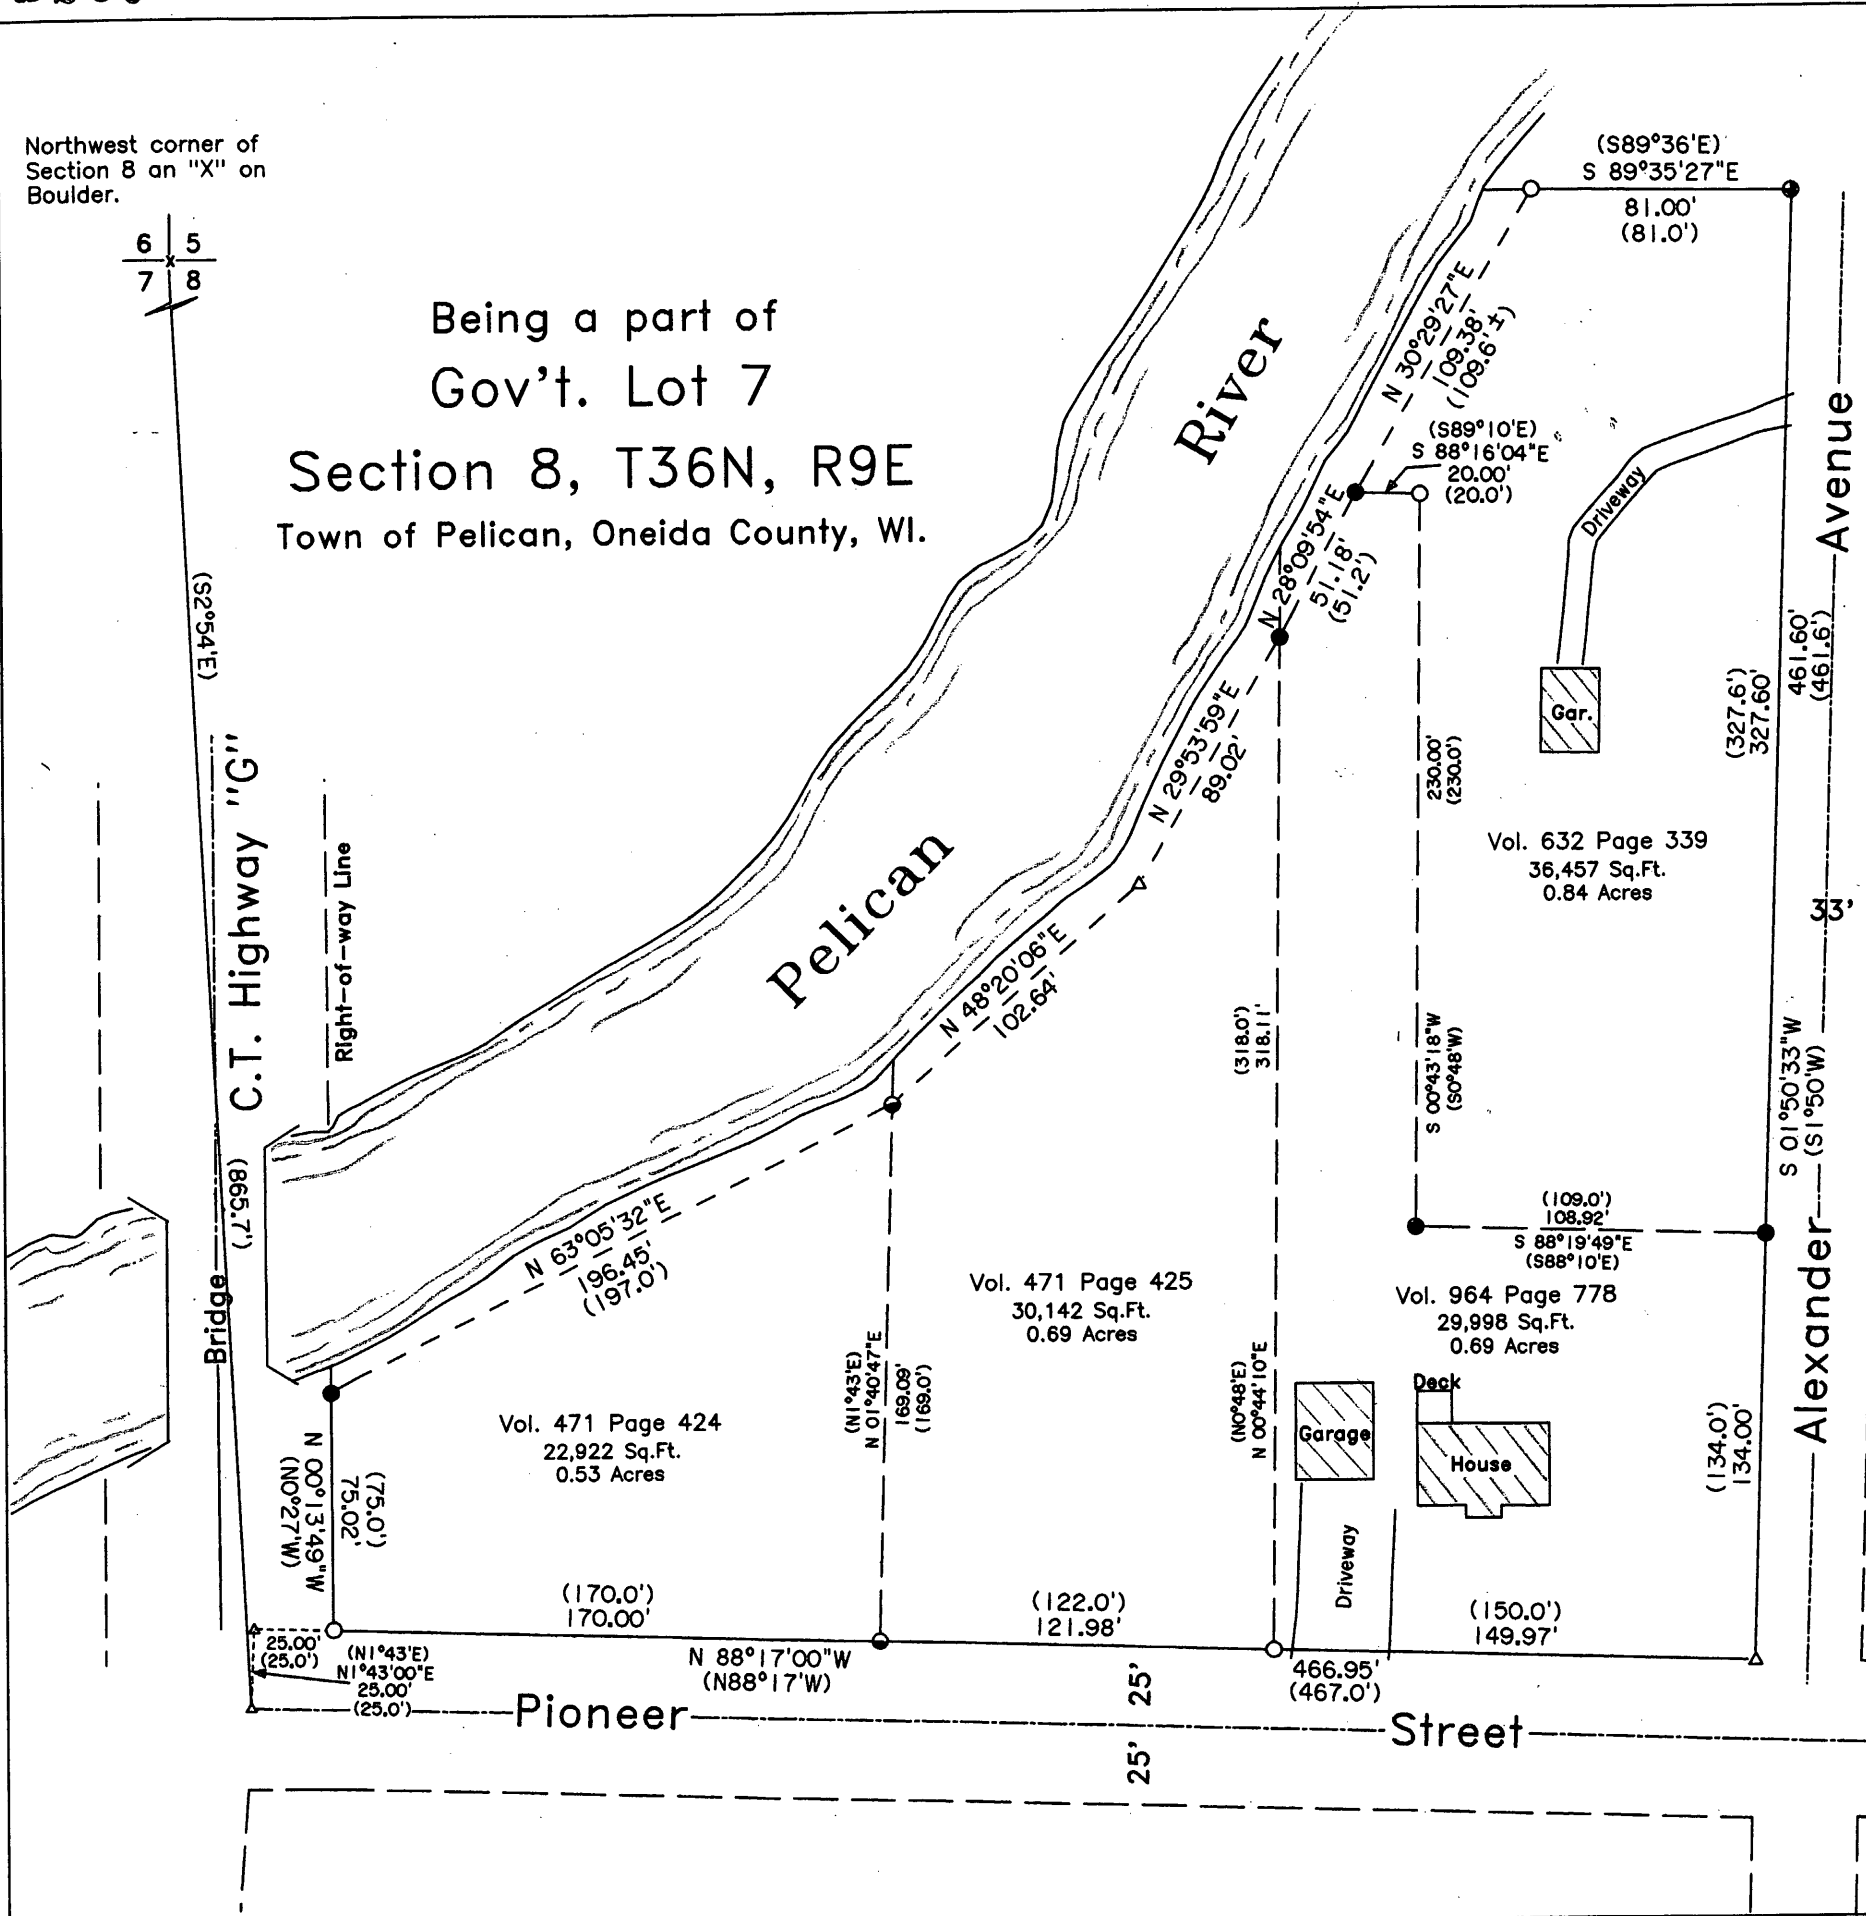 Northwest corner of
Section 8 an "X" on
Boulder.
6 5
x
7 8
Being a part of
Gov't. Lot 7
Section 8, T36N, R9E
Town of Pelican, Oneida County, WI.
(S89°36'E)
S 89°35'27"E
81.00'
(81.0')
N 30°29'27"E
109.38'
(109.6'±)
(S89°10'E)
S 88°16'04"E
20.00'
(20.0')
N 28°09'54"E
51.18'
(51.2')
River
Pelican
Driveway
Gar.
Avenue
461.60'
(461.6')
(327.6')
327.60'
(S2°54'E)
C.T. Highway "G"
Right-of-way Line
(865.7')
Bridge
N 29°53'59"E
89.02'
N 48°20'06"E
102.64'
230.00'
(230.0')
Vol. 632 Page 339
36,457 Sq.Ft.
0.84 Acres
33'
(318.0')
318.11'
S 00°43'18"W
(S0°48'W)
S 01°50'33"W
(S1°50'W)
Alexander
N 63°05'32"E
196.45'
(197.0')
(109.0')
108.92'
S 88°19'49"E
(S88°10'E)
Vol. 471 Page 425
30,142 Sq.Ft.
0.69 Acres
Vol. 964 Page 778
29,998 Sq.Ft.
0.69 Acres
(N1°43'E)
N 01°40'47"E
169.09'
(169.0')
(N0°48'E)
N 00°44'10"E
Deck
Garage
House
Vol. 471 Page 424
22,922 Sq.Ft.
0.53 Acres
(75.0')
75.02'
N 00°13'49"W
(N0°27'W)
(134.0')
134.00'
Driveway
(170.0')
170.00'
(122.0')
121.98'
(150.0')
149.97'
25.00'
(25.0')
(N1°43'E)
N1°43'00"E
25.00'
(25.0')
N 88°17'00"W
(N88°17'W)
466.95'
(467.0')
25'
Pioneer
Street
25'